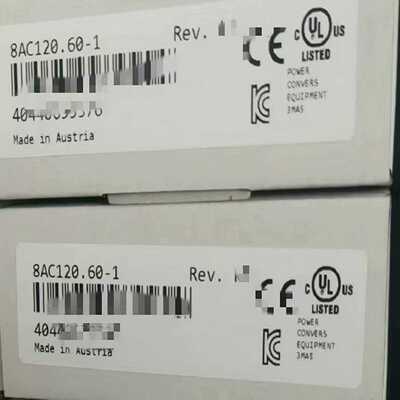 8AC120.60-1 Rev.
CE
C UL US
LISTED
POWER
CONVERS
EQUIPMENT
3MAS
Made in Austria
8AC120.60-1 Rev.
CE
C UL US
LISTED
POWER
CONVERS
EQUIPMENT
3MAS
404
Made in Austria